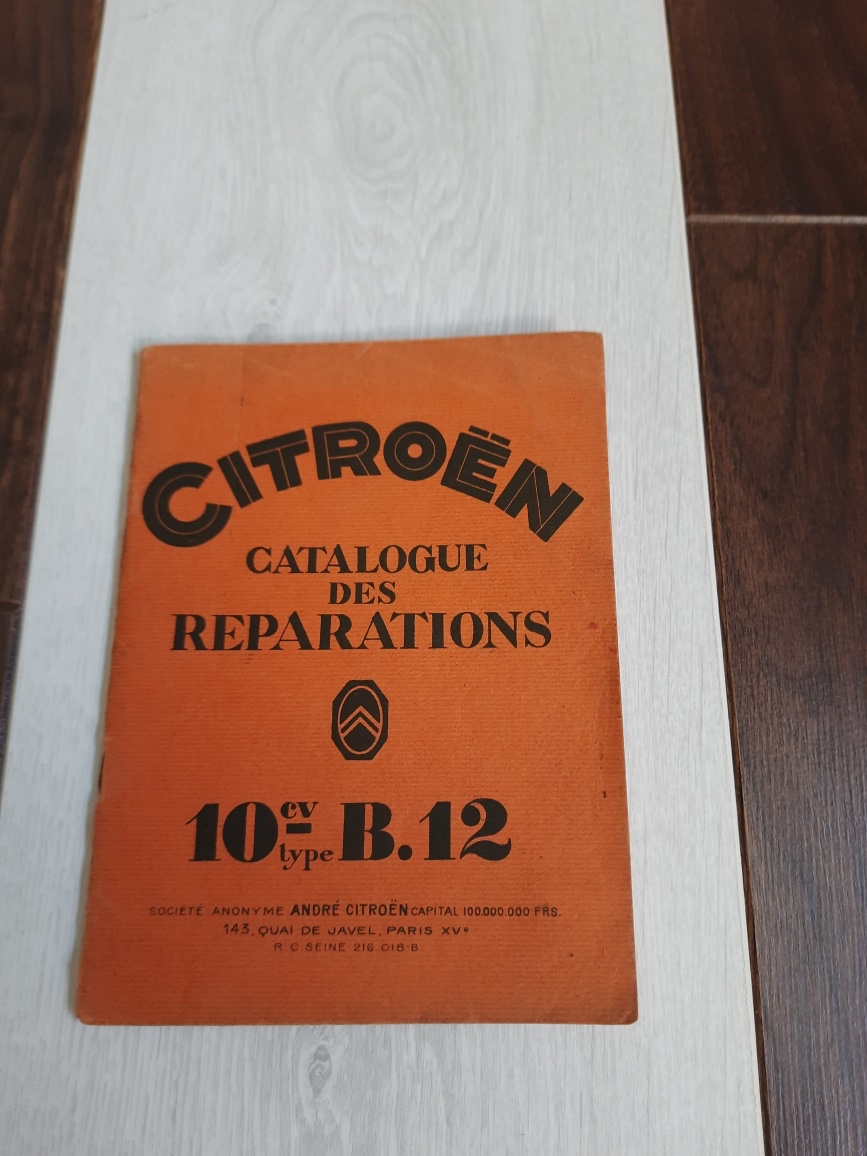 CITROËN
CATALOGUE
DES
REPARATIONS
10 cv type B.12
SOCIÉTÉ ANONYME ANDRÉ CITROËN CAPITAL 100.000.000 FRS.
143, QUAI DE JAVEL, PARIS XVe
R.C SEINE 216.018-B